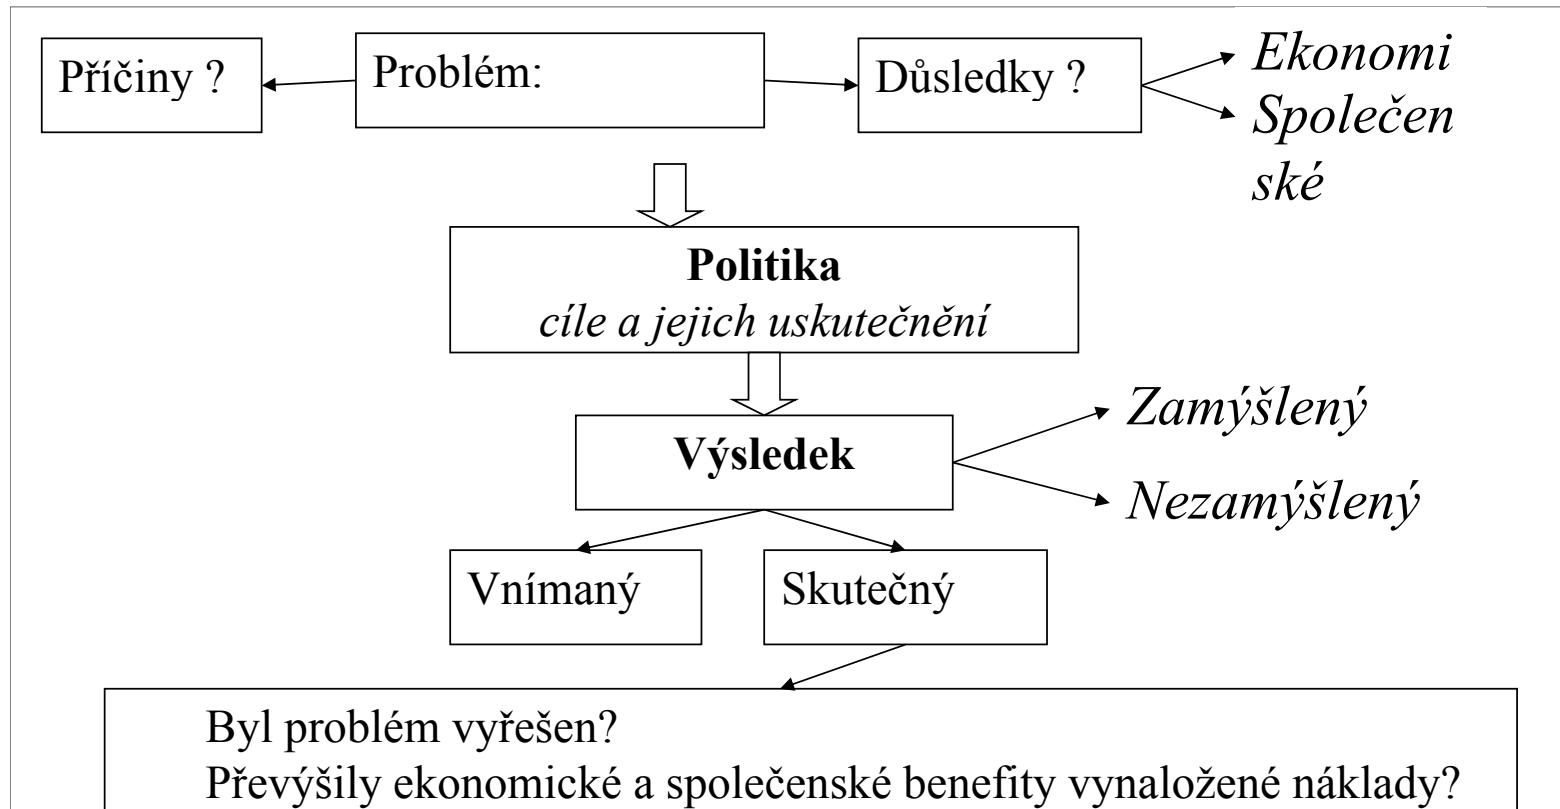 Příčiny ?
Problém:
Důsledky ?
Ekonomi
Společen
ské
Politika
cíle a jejich uskutečnění
Výsledek
Zamýšlený
Nezamýšlený
Vnímaný
Skutečný
Byl problém vyřešen?
Převýšily ekonomické a společenské benefity vynaložené náklady?